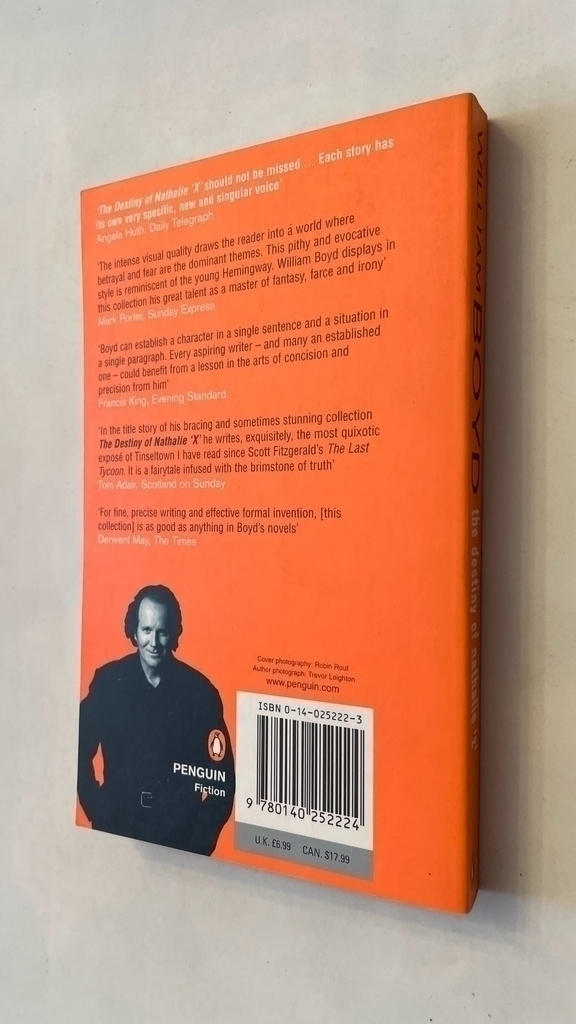 'The Destiny of Nathalie 'X' should not be missed ... Each story has
its own very specific, new and singular voice'
Angela Huth, Daily Telegraph
'The intense visual quality draws the reader into a world where
betrayal and fear are the dominant themes. This pithy and evocative
style is reminiscent of the young Hemingway. William Boyd displays in
this collection his great talent as a master of fantasy, farce and irony'
Mark Porter, Sunday Express
'Boyd can establish a character in a single sentence and a situation in
a single paragraph. Every aspiring writer – and many an established
one – could benefit from a lesson in the arts of concision and
precision from him'
Francis King, Evening Standard
'In the title story of his bracing and sometimes stunning collection
The Destiny of Nathalie 'X' he writes, exquisitely, the most quixotic
exposé of Tinseltown I have read since Scott Fitzgerald's The Last
Tycoon. It is a fairytale infused with the brimstone of truth'
Tom Adair, Scotland on Sunday
'For fine, precise writing and effective formal invention, [this
collection] is as good as anything in Boyd's novels'
Derwent May, The Times
Cover photography: Robin Rout
Author photograph: Trevor Leighton
www.penguin.com
PENGUIN
Fiction
ISBN 0-14-025222-3
9 780140 252224
U.K. £6.99 CAN. $17.99
WILLIAM BOYD the destiny of nathalie 'x'